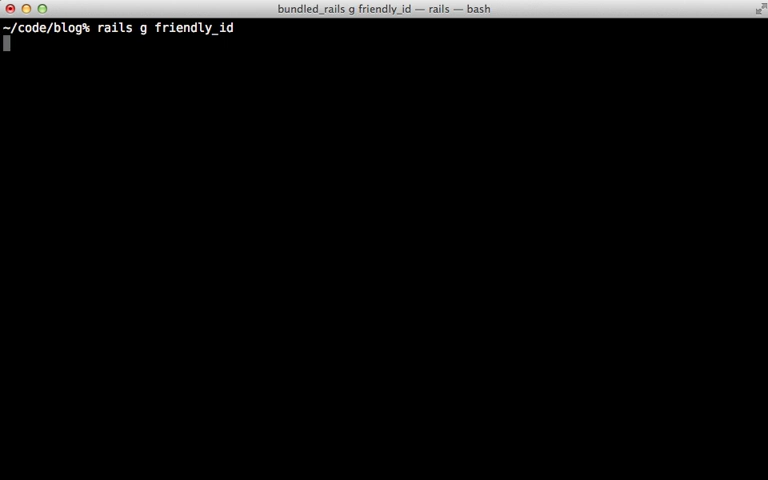 bundled_rails g friendly_id — rails — bash
~/code/blog% rails g friendly_id